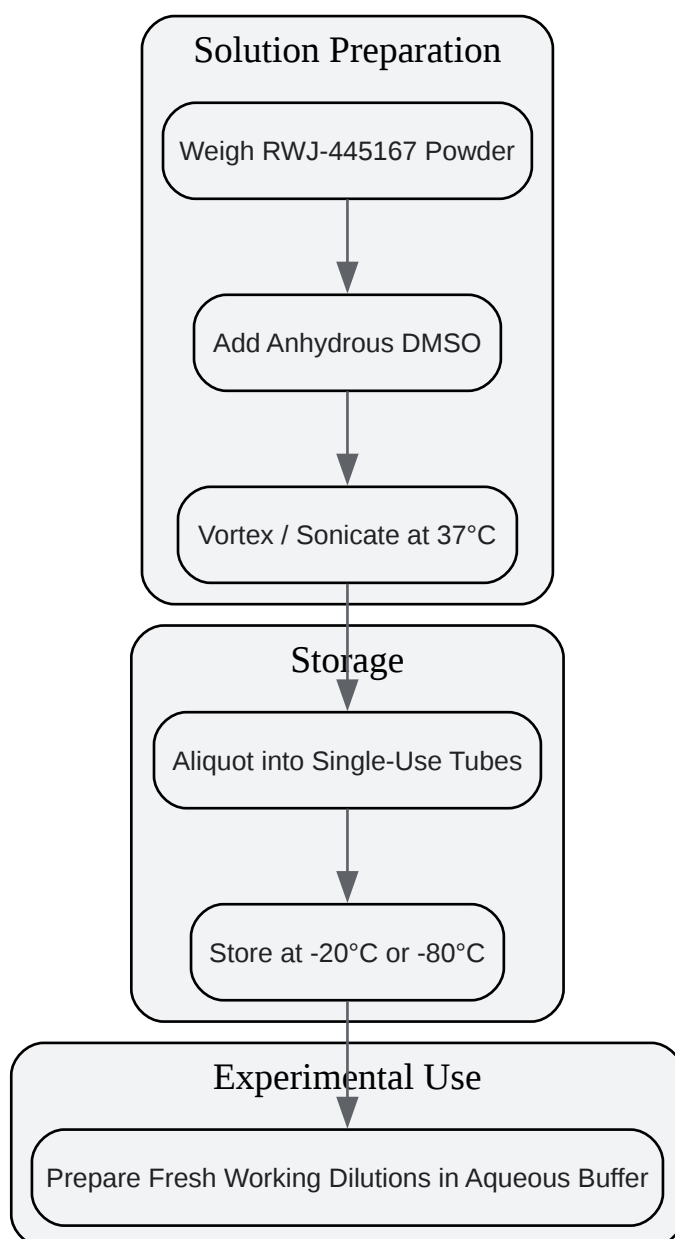 Solution Preparation
Weigh RWJ-445167 Powder
Add Anhydrous DMSO
Vortex / Sonicate at 37°C
Storage
Aliquot into Single-Use Tubes
Store at -20°C or -80°C
Experimental Use
Prepare Fresh Working Dilutions in Aqueous Buffer